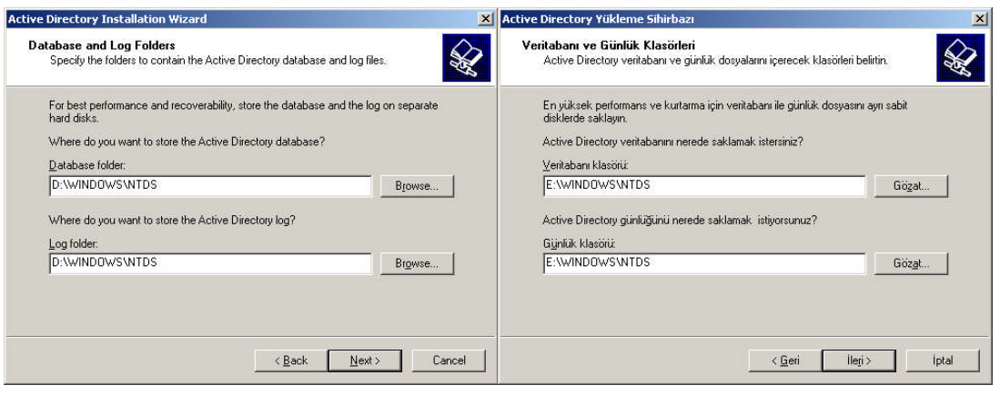 Active Directory Installation Wizard
Database and Log Folders
Specify the folders to contain the Active Directory database and log files.
For best performance and recoverability, store the database and the log on separate
hard disks.
Where do you want to store the Active Directory database?
Database folder:
D:\WINDOWS\NTDS
Browse...
Where do you want to store the Active Directory log?
Log folder:
D:\WINDOWS\NTDS
Browse...
< Back
Next >
Cancel
Active Directory Yükleme Sihirbazı
Veritabanı ve Günlük Klasörleri
Active Directory veritabanı ve günlük dosyalarını içerecek klasörleri belirtin.
En yüksek performans ve kurtarma için veritabanı ile günlük dosyasını ayrı sabit
disklerde saklayın.
Active Directory veritabanını nerede saklamak istersiniz?
Veritabanı klasörü:
E:\WINDOWS\NTDS
Gözat...
Active Directory günlüğünü nerede saklamak istiyorsunuz?
Günlük klasörü:
E:\WINDOWS\NTDS
Gözat...
< Geri
İleri >
İptal